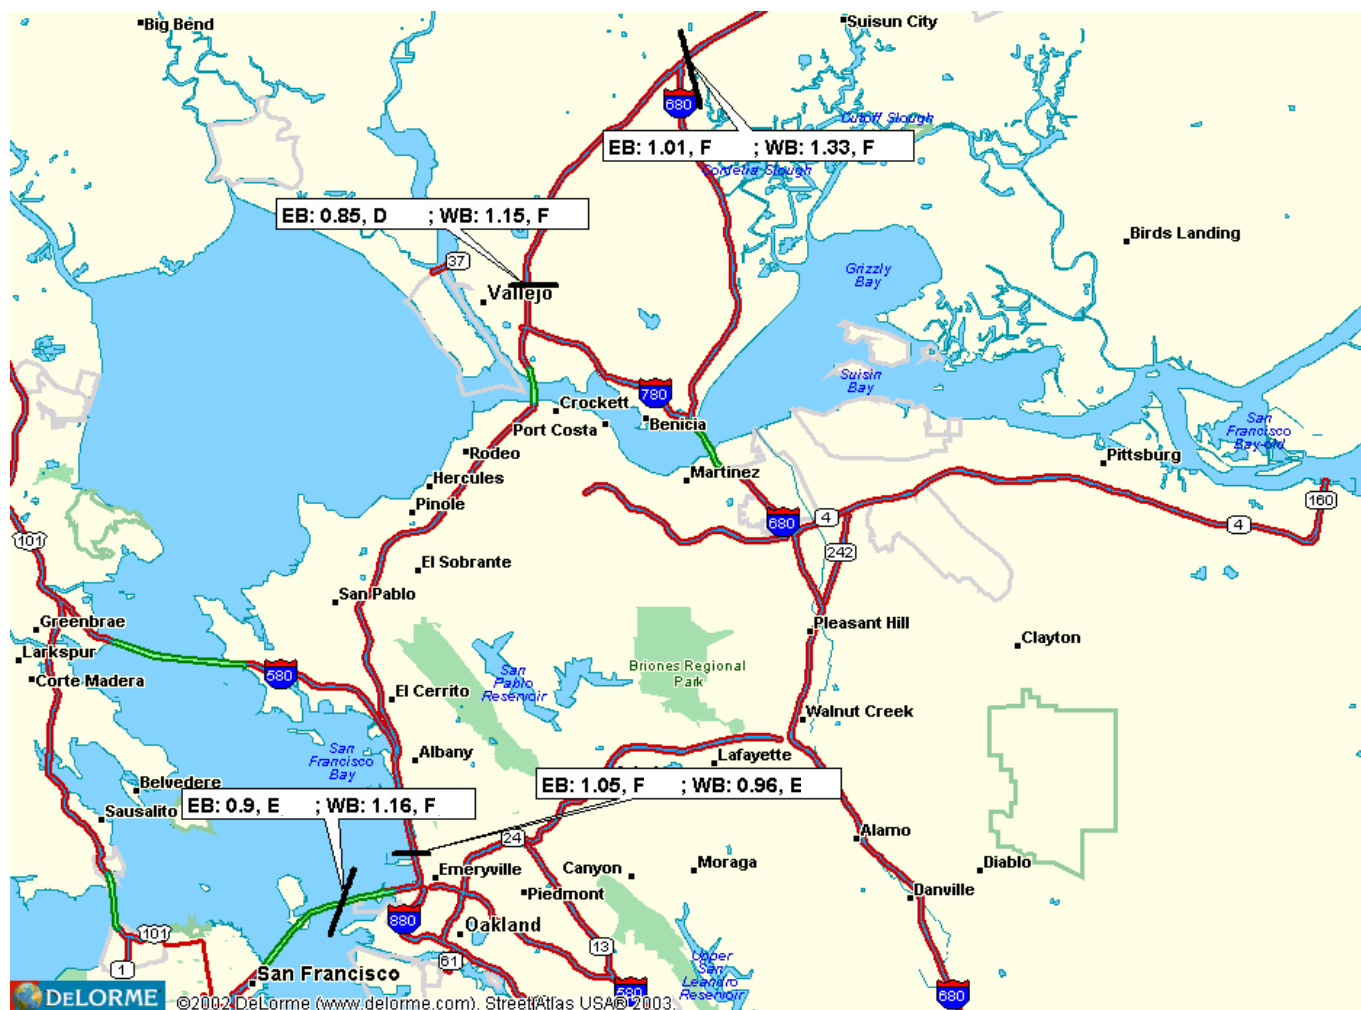 Big Bend
Suisun City
680
Cutoff Slough
EB: 1.01, F ; WB: 1.33, F
Cordelia Slough
EB: 0.85, D ; WB: 1.15, F
Birds Landing
37
Grizzly
Bay
Vallejo
Suisin
Bay
780
Crockett
Benicia
Port Costa
San
Francisco
Bay-old
Rodeo
Martinez
Pittsburg
Hercules
Pinole
160
680
4
4
101
242
El Sobrante
San Pablo
Greenbrae
Pleasant Hill
Clayton
Larkspur
580
San
Pablo
Reservoir
Briones Regional
Park
Corte Madera
El Cerrito
Walnut Creek
San
Francisco
Bay
Albany
Lafayette
Belvedere
EB: 1.05, F ; WB: 0.96, E
EB: 0.9, E ; WB: 1.16, F
Sausalito
24
Alamo
Emeryville
Canyon
Moraga
Diablo
Piedmont
Danville
880
Oakland
101
13
61
1
San Francisco
Upper
San
Leandro
Reservoir
580
680
DELORME
©2002 DeLorme (www.delorme.com). Street Atlas USA® 2003.